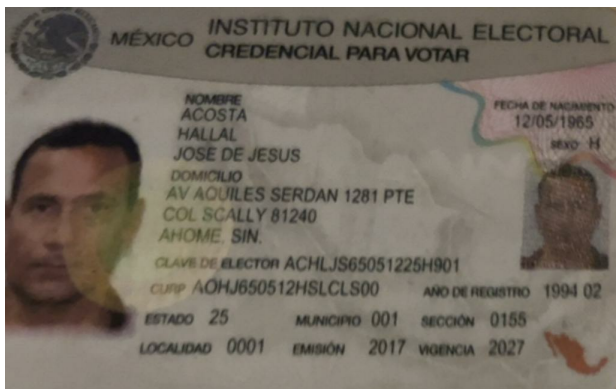 MÉXICO INSTITUTO NACIONAL ELECTORAL
CREDENCIAL PARA VOTAR
NOMBRE
ACOSTA
HALLAL
JOSE DE JESUS
FECHA DE NACIMIENTO
12/05/1965
SEXO H
DOMICILIO
AV AQUILES SERDAN 1281 PTE
COL SCALLY 81240
AHOME, SIN.
CLAVE DE ELECTOR ACHLJS65051225H901
CURP AOHJ650512HSLCLS00 AÑO DE REGISTRO 1994 02
ESTADO 25 MUNICIPIO 001 SECCIÓN 0155
LOCALIDAD 0001 EMISIÓN 2017 VIGENCIA 2027